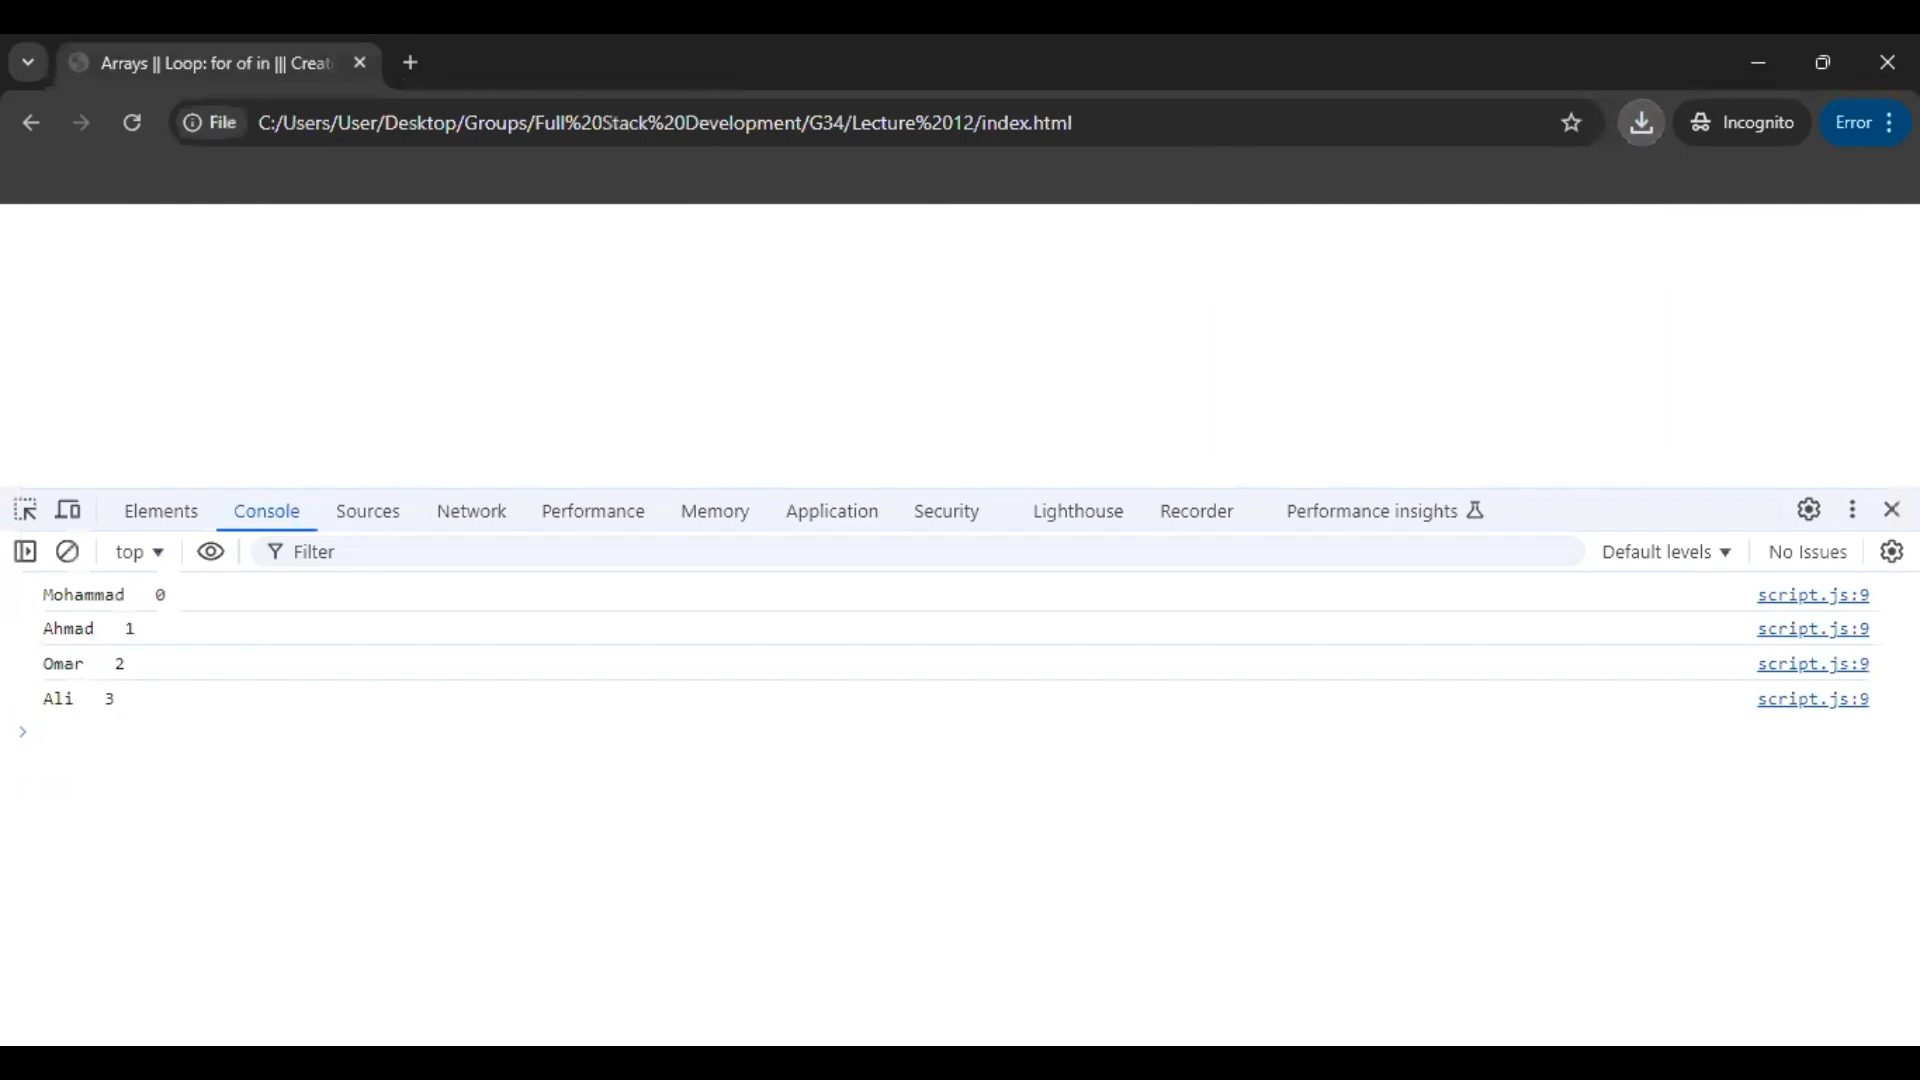 Arrays || Loop: for of in ||| Creat
File C:/Users/User/Desktop/Groups/Full%20Stack%20Development/G34/Lecture%2012/index.html Incognito Error
Elements Console Sources Network Performance Memory Application Security Lighthouse Recorder Performance insights
top Filter Default levels No Issues
Mohammad 0 script.js:9
Ahmad 1 script.js:9
Omar 2 script.js:9
Ali 3 script.js:9